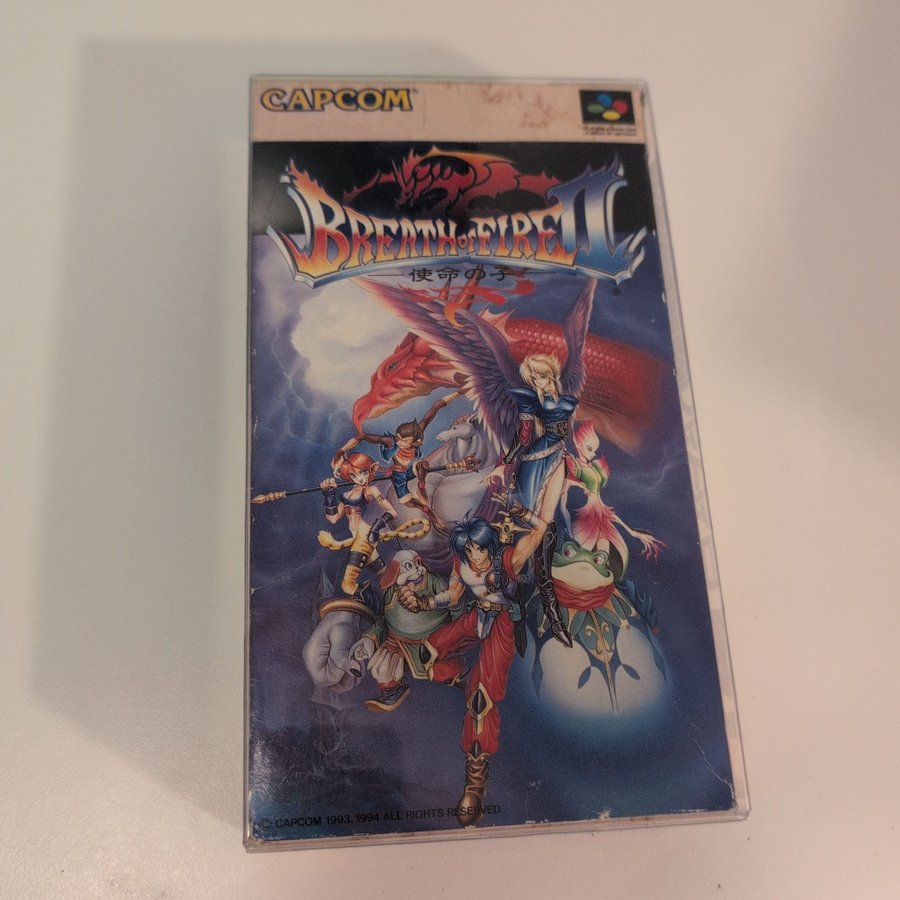 CAPCOM
BREATH OF FIRE II
使命の子
®
© CAPCOM 1993, 1994 ALL RIGHTS RESERVED.